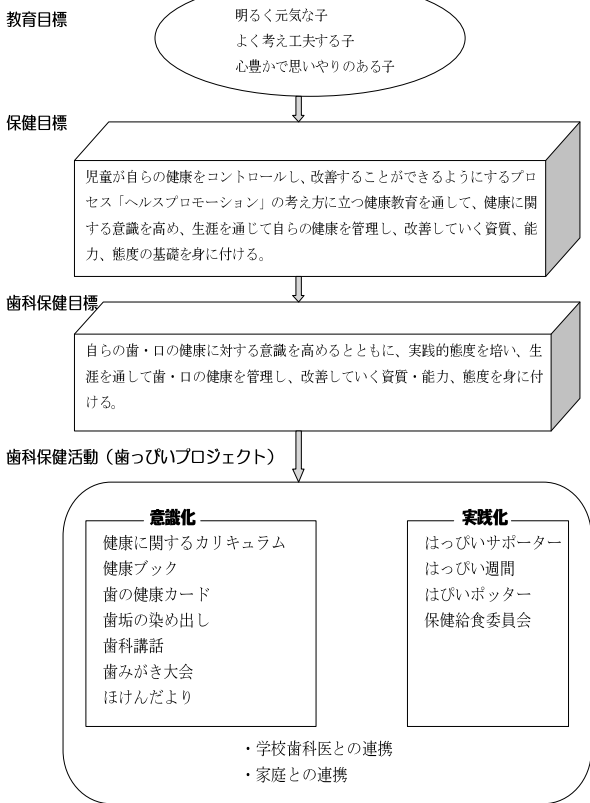 教育目標
明るく元気な子
よく考え工夫する子
心豊かで思いやりのある子
保健目標
児童が自らの健康をコントロールし、改善することができるようにするプロ
セス「ヘルスプロモーション」の考え方に立つ健康教育を通して、健康に関
する意識を高め、生涯を通じて自らの健康を管理し、改善していく資質、能
力、態度の基礎を身に付ける。
歯科保健目標
自らの歯・口の健康に対する意識を高めるとともに、実践的態度を培い、生
涯を通して歯・口の健康を管理し、改善していく資質・能力、態度を身に付
ける。
歯科保健活動（歯っぴいプロジェクト）
意識化
健康に関するカリキュラム
健康ブック
歯の健康カード
歯垢の染め出し
歯科講話
歯みがき大会
ほけんだより
実践化
はっぴいサポーター
はっぴい週間
はぴいポッター
保健給食委員会
・学校歯科医との連携
・家庭との連携